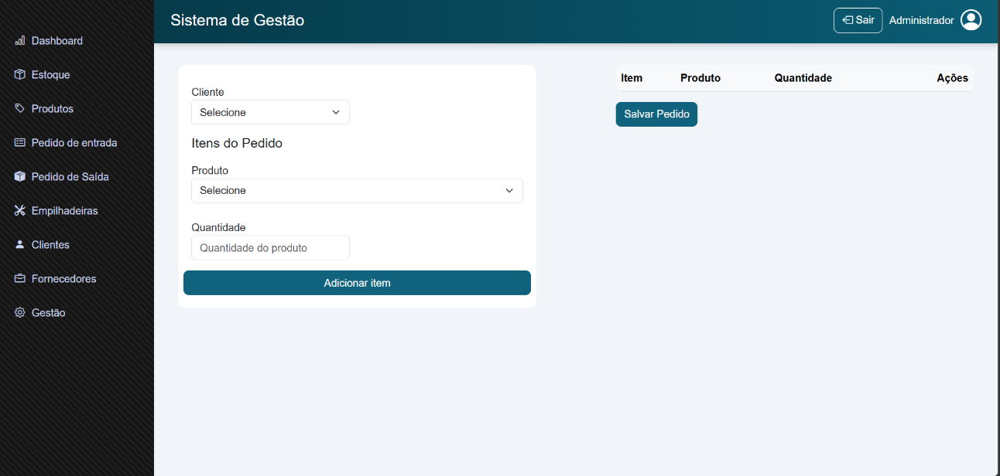 Sistema de Gestão
Sair
Administrador
Dashboard
Estoque
Produtos
Pedido de entrada
Pedido de Saída
Empilhadeiras
Clientes
Fornecedores
Gestão
Cliente
Selecione
Itens do Pedido
Produto
Selecione
Quantidade
Quantidade do produto
Adicionar item
Item Produto Quantidade Ações
Salvar Pedido